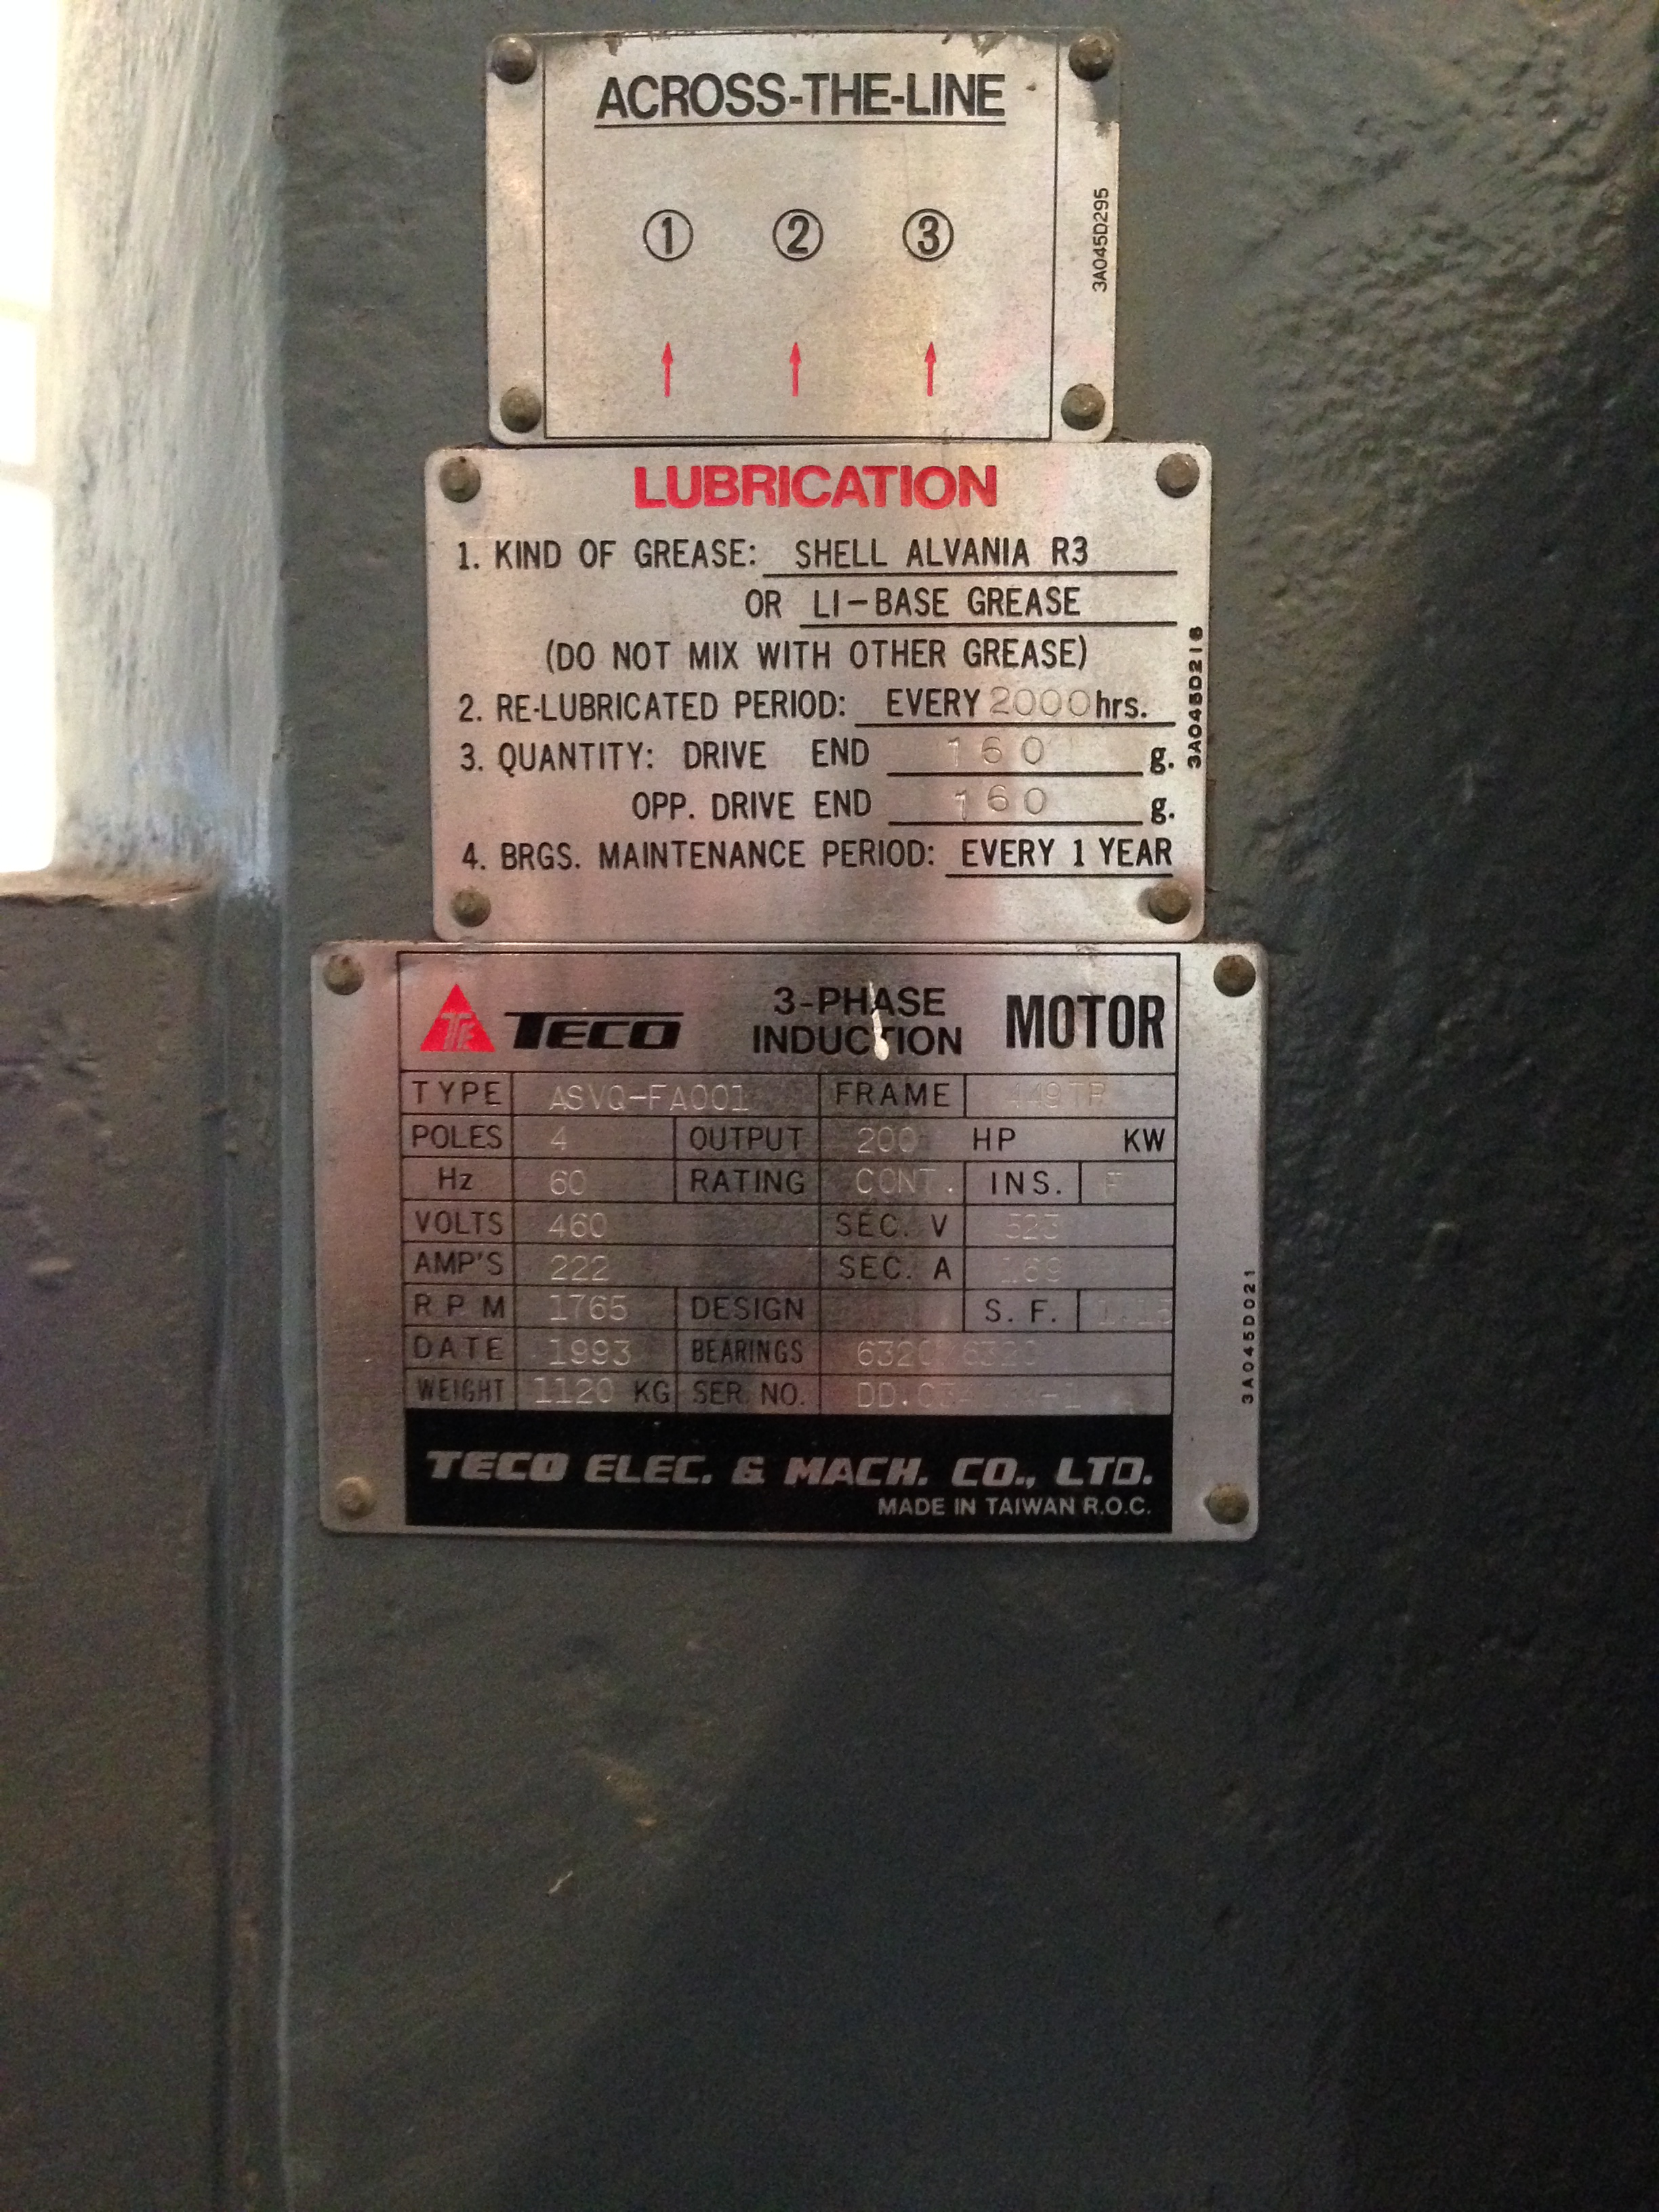 ACROSS-THE-LINE
① ② ③
3A045D295
LUBRICATION
1. KIND OF GREASE: SHELL ALVANIA R3
OR LI-BASE GREASE
(DO NOT MIX WITH OTHER GREASE)
2. RE-LUBRICATED PERIOD: EVERY 2000 hrs.
3. QUANTITY: DRIVE END 160 g.
OPP. DRIVE END 160 g.
4. BRGS. MAINTENANCE PERIOD: EVERY 1 YEAR
3A045D216
TECO 3-PHASE INDUCTION MOTOR
TYPE ASVQ-FA001 FRAME 449TR
POLES 4 OUTPUT 200 HP KW
Hz 60 RATING CONT. INS. F
VOLTS 460 SEC. V 323
AMP'S 222 SEC. A 169
RPM 1765 DESIGN S.F.
DATE 1993 BEARINGS 6320 6320
WEIGHT 1120 KG SER. NO.
3A045D021
TECO ELEC. & MACH. CO., LTD.
MADE IN TAIWAN R.O.C.